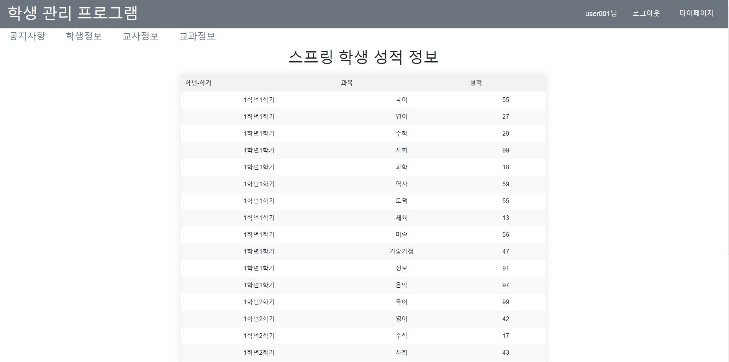 학생 관리 프로그램 user001님 로그아웃 마이페이지
공지사항 학생정보 교사정보 교과정보
스프링 학생 성적 정보
학년-학기 과목 성적
1학년1학기 국어 55
1학년1학기 영어 27
1학년1학기 수학 20
1학년1학기 사회
1학년1학기 과학 18
1학년1학기 역사 59
1학년1학기 도덕 55
1학년1학기 체육 13
1학년1학기 미술 56
1학년1학기 기술가정 47
1학년1학기 정보 91
1학년1학기 음악 97
1학년2학기 국어 99
1학년2학기 영어 42
1학년2학기 수학 17
1학년2학기 사회 43